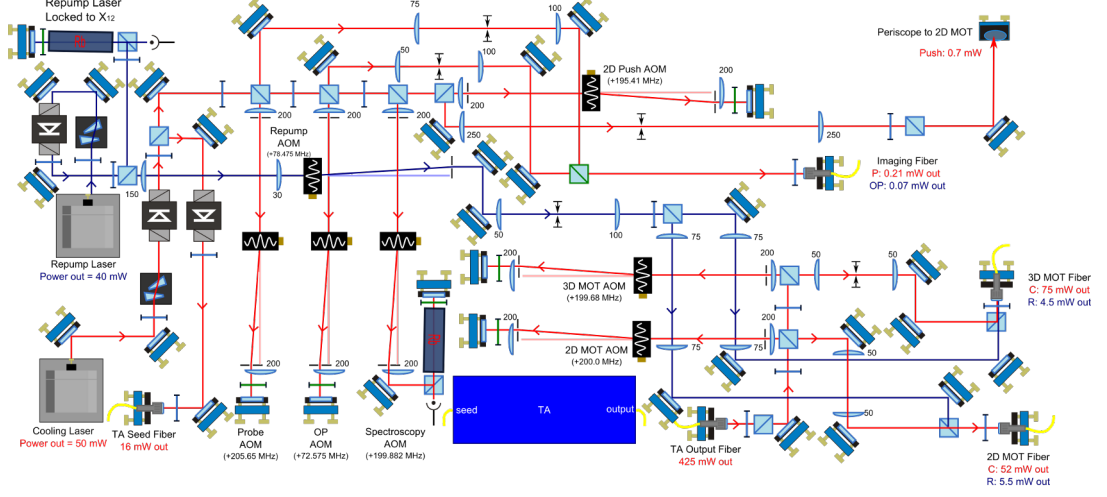 Repump Laser
Locked to X12
75
100
50
100
2D Push AOM
(+195.41 MHz)
200
Periscope to 2D MOT
Push: 0.7 mW
200
200
200
200
250
250
Repump
AOM
(+78.475 MHz)
150
30
Imaging Fiber
P: 0.21 mW out
OP: 0.07 mW out
Repump Laser
Power out = 40 mW
50
100
75
75
200
3D MOT AOM
(+199.68 MHz)
200
50
50
3D MOT Fiber
C: 75 mW out
R: 4.5 mW out
200
2D MOT AOM
(+200.0 MHz)
75
75
200
50
200
200
200
Cooling Laser
Power out = 50 mW
TA Seed Fiber
16 mW out
Probe
AOM
(+205.65 MHz)
OP
AOM
(+72.575 MHz)
Spectroscopy
AOM
(+199.882 MHz)
seed
TA
output
50
TA Output Fiber
425 mW out
2D MOT Fiber
C: 52 mW out
R: 5.5 mW out